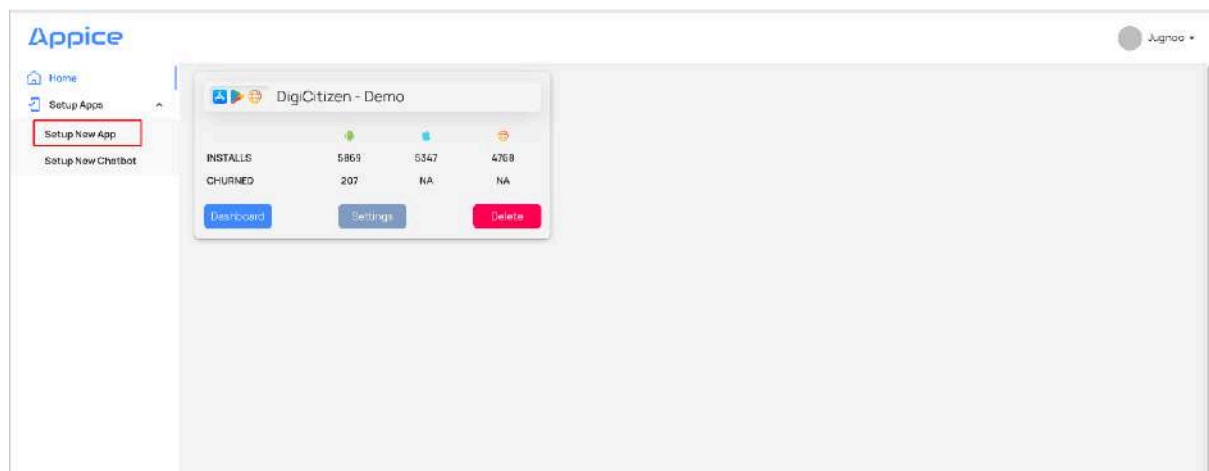 Appice
Jugnoo
Home
Setup Apps
Setup New App
Setup New Chatbot
DigiCitizen - Demo
INSTALLS 5869 5347 4768
CHURNED 207 NA NA
Dashboard Settings Delete